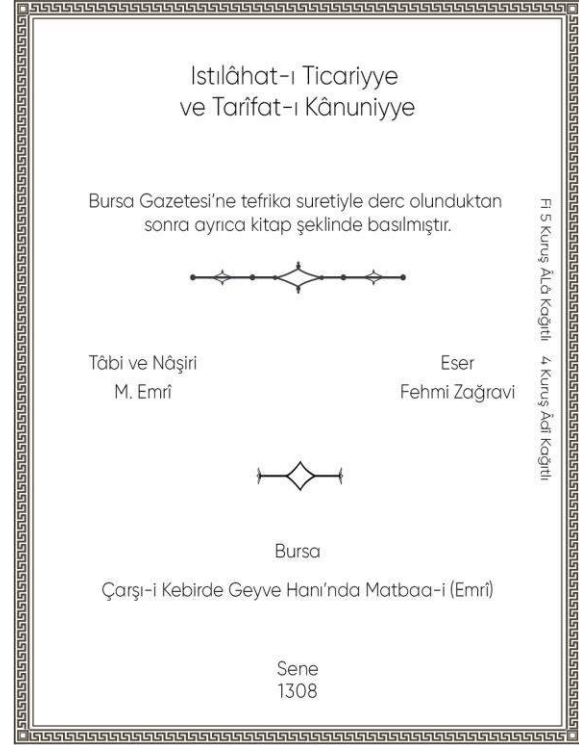 Istılâhat-ı Ticariyye
ve Tarîfat-ı Kânuniyye
Bursa Gazetesi’ne tefrika suretiyle derc olunduktan
sonra ayrıca kitap şeklinde basılmıştır.
Fİ 5 Kuruş ÂLâ Kağıtlı 4 Kuruş Âdî Kağıtlı
Tâbi ve Nâşiri
M. Emrî
Eser
Fehmi Zağravi
Bursa
Çarşı-i Kebirde Geyve Hanı’nda Matbaa-i (Emrî)
Sene
1308